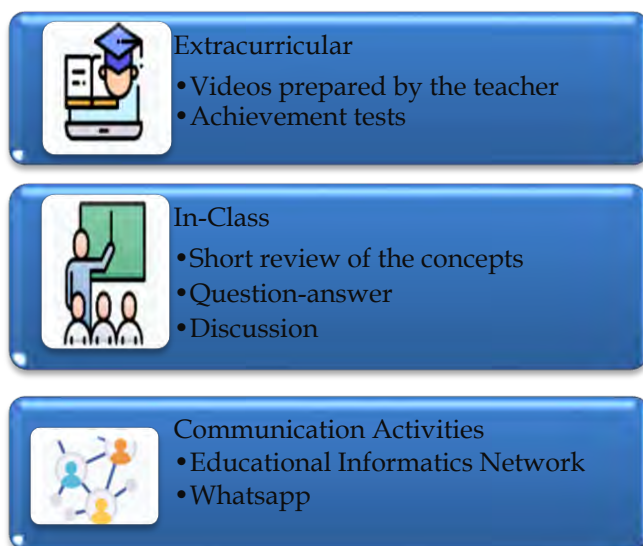 Extracurricular
•Videos prepared by the teacher
•Achievement tests
In-Class
•Short review of the concepts
•Question-answer
•Discussion
Communication Activities
•Educational Informatics Network
•Whatsapp